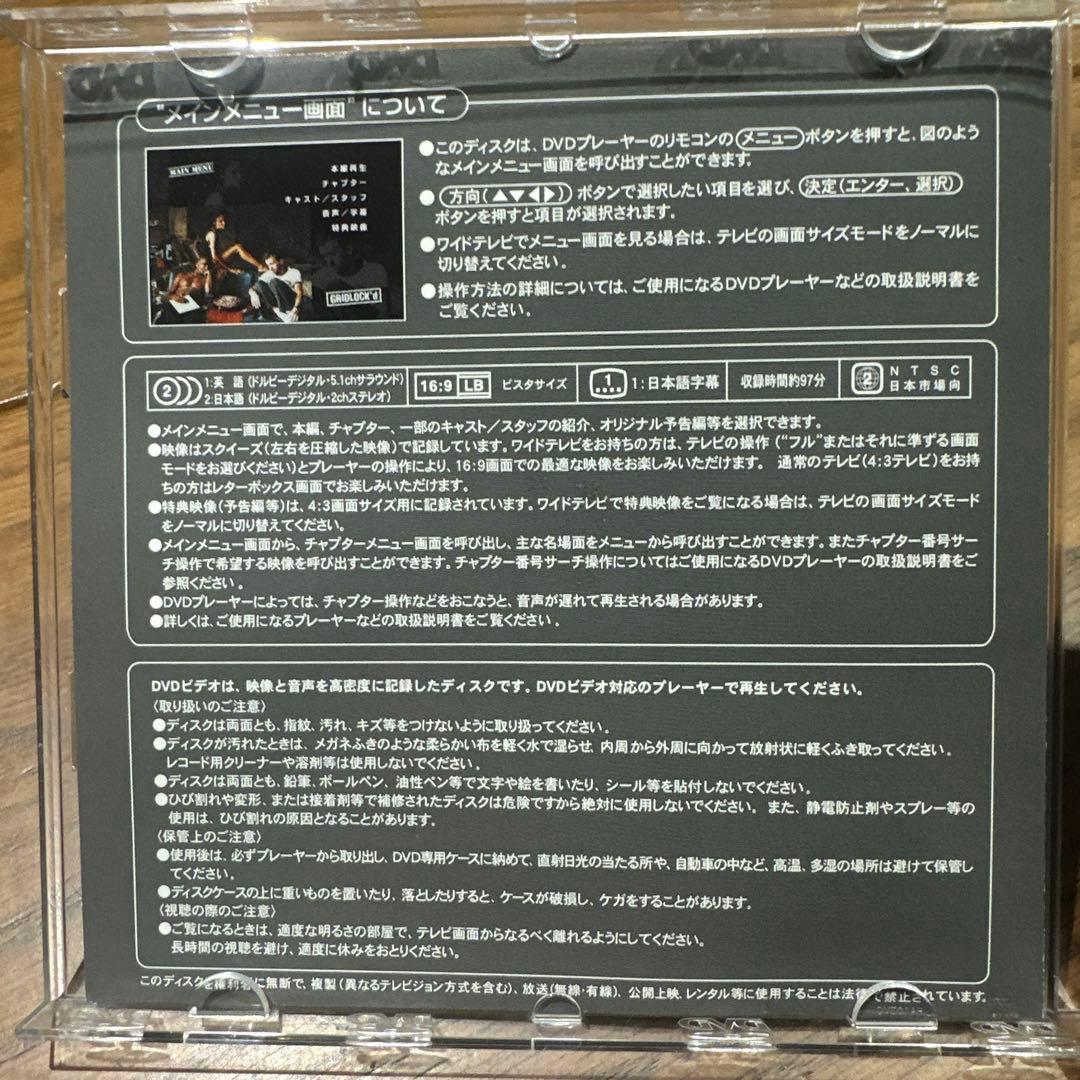 "メインメニュー画面"について
MAIN MENU
本編再生
チャプター
キャスト/スタッフ
音声/字幕
特典映像
GRIDLOCK'd
●このディスクは、DVDプレーヤーのリモコンのメニューボタンを押すと、図のよう
なメインメニュー画面を呼び出すことができます。
●方向(▲▼◀▶)ボタンで選択したい項目を選び、決定(エンター、選択)
ボタンを押すと項目が選択されます。
●ワイドテレビでメニュー画面を見る場合は、テレビの画面サイズモードをノーマルに
切り替えてください。
●操作方法の詳細については、ご使用になるDVDプレーヤーなどの取扱説明書を
ご覧ください。
2 1:英 語(ドルビーデジタル・5.1chサラウンド)
2:日本語(ドルビーデジタル・2chステレオ)
16:9 LB ビスタサイズ
1 1:日本語字幕
収録時間約97分
2 NTSC
日本市場向
●メインメニュー画面で、本編、チャプター、一部のキャスト/スタッフの紹介、オリジナル予告編等を選択できます。
●映像はスクイーズ(左右を圧縮した映像)で記録しています。ワイドテレビをお持ちの方は、テレビの操作("フル"またはそれに準ずる画面
モードをお選びください)とプレーヤーの操作により、16:9画面での最適な映像をお楽しみいただけます。 通常のテレビ(4:3テレビ)をお持
ちの方はレターボックス画面でお楽しみいただけます。
●特典映像(予告編等)は、4:3画面サイズ用に記録されています。ワイドテレビで特典映像をご覧になる場合は、テレビの画面サイズモード
をノーマルに切り替えてください。
●メインメニュー画面から、チャプターメニュー画面を呼び出し、主な名場面をメニューから呼び出すことができます。またチャプター番号サー
チ操作で希望する映像を呼び出すことができます。チャプター番号サーチ操作についてはご使用になるDVDプレーヤーの取扱説明書をご
参照ください。
●DVDプレーヤーによっては、チャプター操作などをおこなうと、音声が遅れて再生される場合があります。
●詳しくは、ご使用になるプレーヤーなどの取扱説明書をご覧ください。
DVDビデオは、映像と音声を高密度に記録したディスクです。DVDビデオ対応のプレーヤーで再生してください。
〈取り扱いのご注意〉
●ディスクは両面とも、指紋、汚れ、キズ等をつけないように取り扱ってください。
●ディスクが汚れたときは、メガネふきのような柔らかい布を軽く水で湿らせ 内周から外周に向かって放射状に軽くふき取ってください。
レコード用クリーナーや溶剤等は使用しないでください。
●ディスクは両面とも、鉛筆、ボールペン、油性ペン等で文字や絵を書いたり、シール等を貼付しないでください。
●ひび割れや変形、または接着剤等で補修されたディスクは危険ですから絶対に使用しないでください。 また、静電防止剤やスプレー等の
使用は、ひび割れの原因となることがあります。
〈保管上のご注意〉
●使用後は、必ずプレーヤーから取り出し、DVD専用ケースに納めて、直射日光の当たる所や、自動車の中など、高温、多湿の場所は避けて保管し
てください。
●ディスクケースの上に重いものを置いたり、落としたりすると、ケースが破損し、ケガをすることがあります。
〈視聴の際のご注意〉
●ご覧になるときは、適度な明るさの部屋で、テレビ画面からなるべく離れるようにしてください。
長時間の視聴を避け、適度に休みをおとりください。
このディスクを権利者に無断で、複製(異なるテレビジョン方式を含む)、放送(無線・有線)、公開上映、レンタル等に使用することは法律で禁止されています。